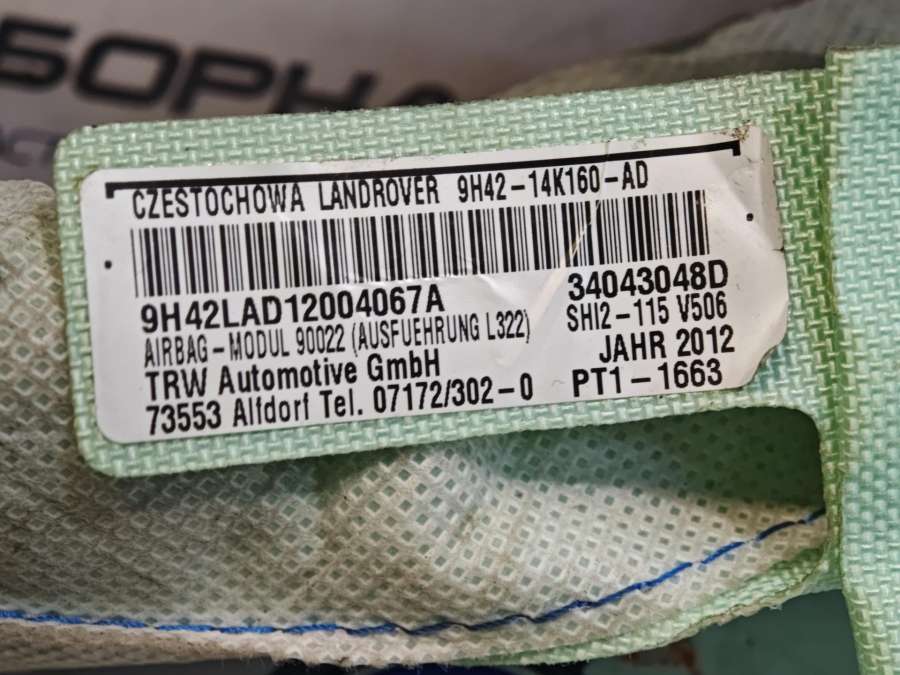 CZESTOCHOWA LANDROVER 9H42-14K160-AD
9H42LAD12004067A 34043048D
AIRBAG-MODUL 90022 (AUSFUEHRUNG L322) SHI2-115 V506
TRW Automotive GmbH JAHR 2012
73553 Alfdorf Tel. 07172/302-0 PT1-1663